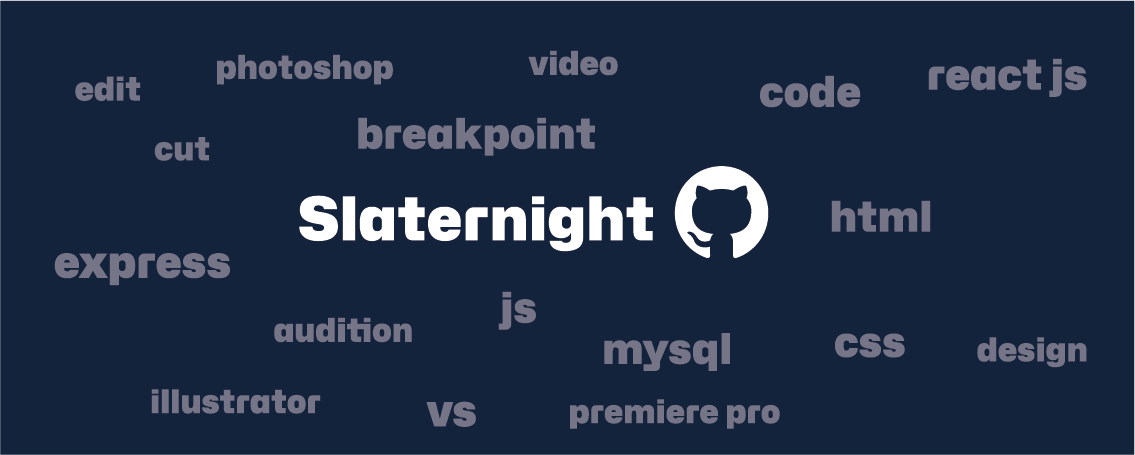 edit
photoshop
video
code
react js
cut
breakpoint
Slaternight
html
express
js
audition
mysql
css
design
illustrator
vs
premiere pro